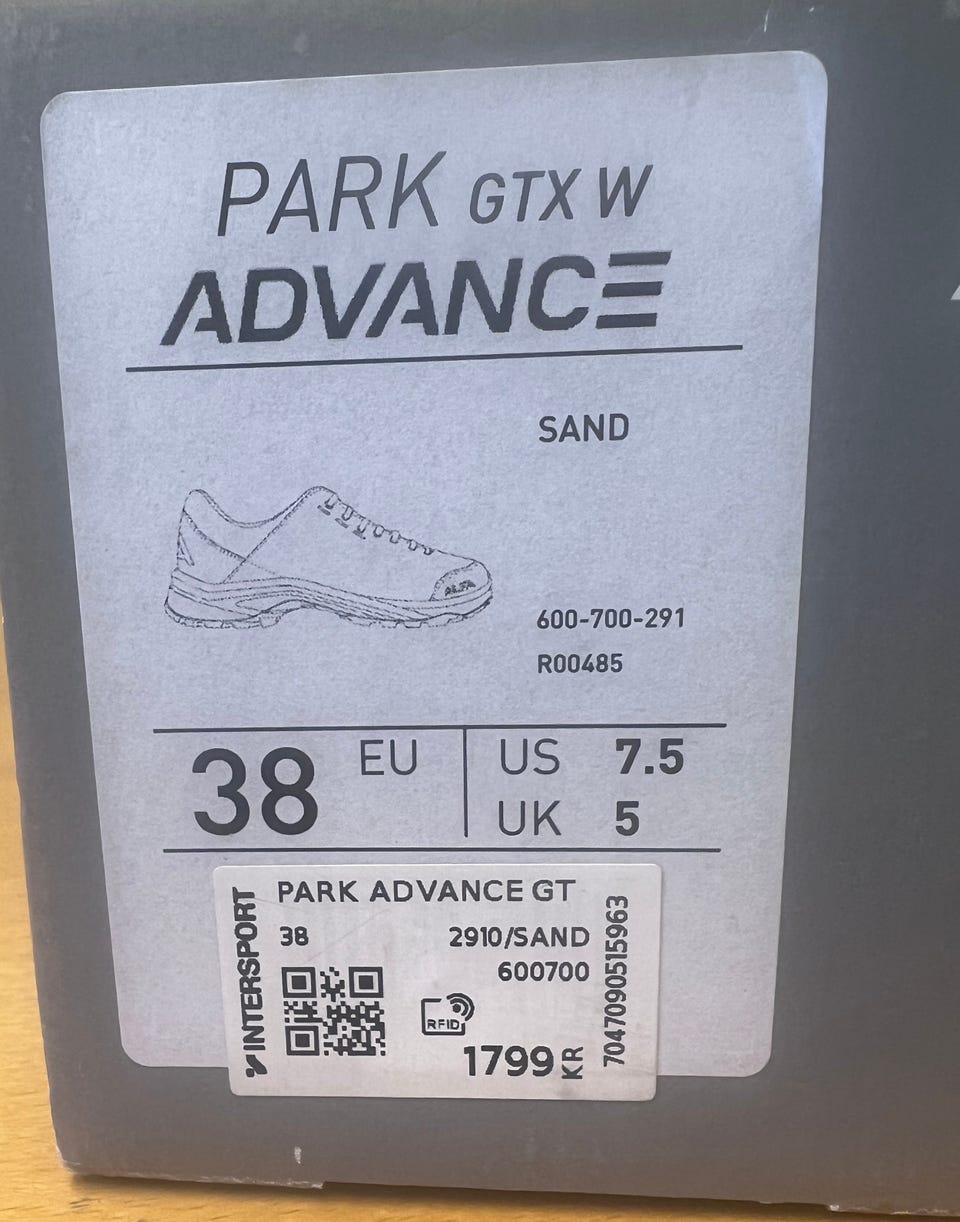 PARK GTX W
ADVANCE
SAND
ALFA
600-700-291
R00485
38 EU
US 7.5
UK 5
INTERSPORT
PARK ADVANCE GT
38 2910/SAND
600700
RFID
1799 KR
7047090515963